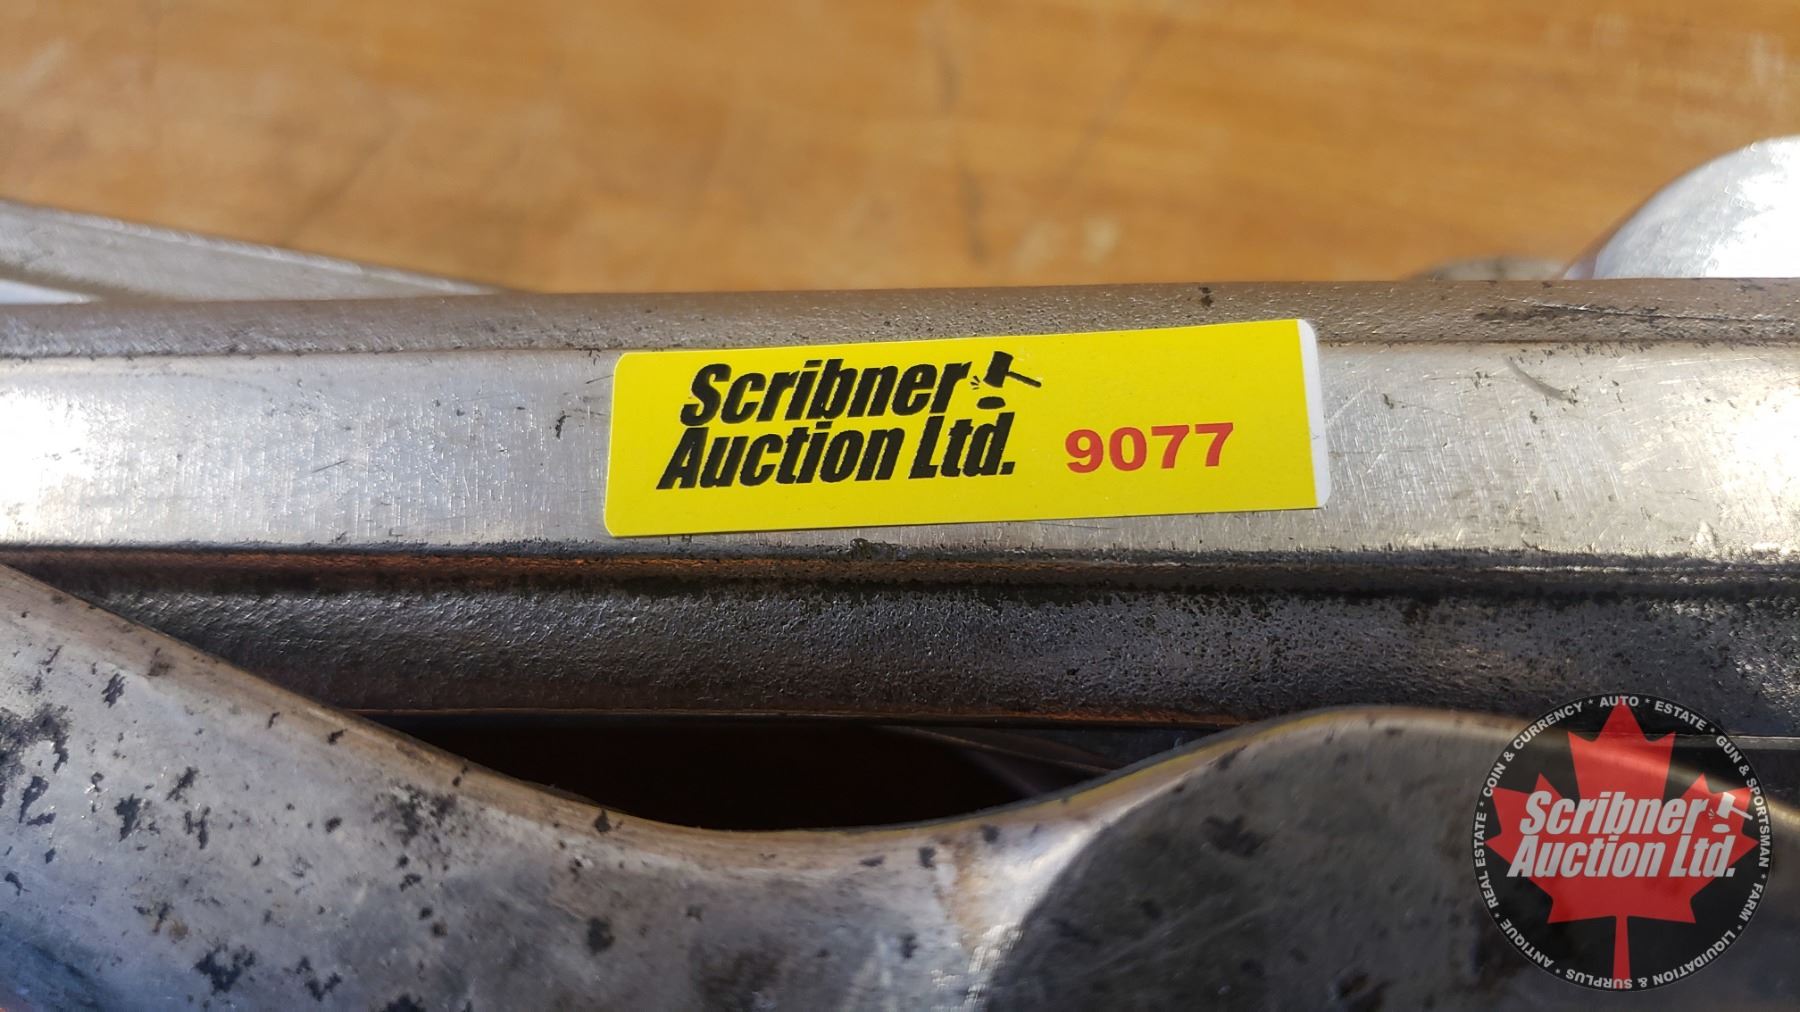 Scribner
Auction Ltd.
9077
* COIN & CURRENCY * AUTO * ESTATE * GUN & SPORTSMAN * FARM * LIQUIDATION & SURPLUS * ANTIQUE * REAL ESTATE
Scribner
Auction Ltd.